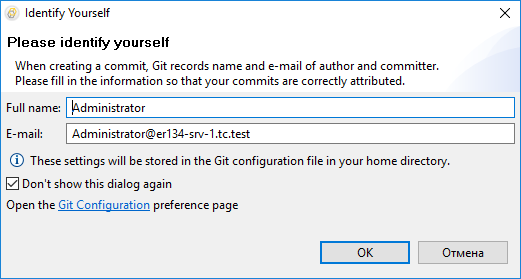 Identify Yourself
Please identify yourself
When creating a commit, Git records name and e-mail of author and committer.
Please fill in the information so that your commits are correctly attributed.
Full name: Administrator
E-mail: Administrator@er134-srv-1.tc.test
These settings will be stored in the Git configuration file in your home directory.
Don't show this dialog again
Open the Git Configuration preference page
OK Отмена